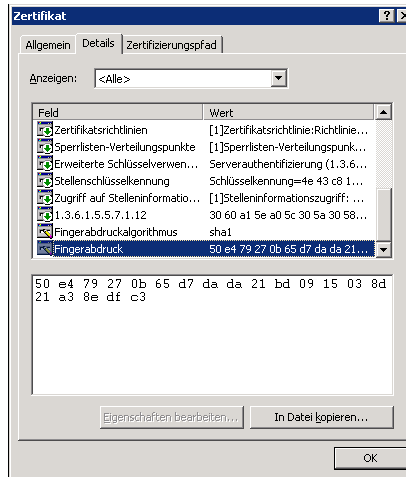 Zertifikat
Allgemein Details Zertifizierungspfad
Anzeigen: <Alle>
Feld Wert
Zertifikatsrichtlinien [1]Zertifikatrichtlinie:Richtlinie...
Sperrlisten-Verteilungspunkte [1]Sperrlisten-Verteilungspunk...
Erweiterte Schlüsselverwen... Serverauthentifizierung (1.3.6...
Stellenschlüsselkennung Schlüsselkennung=4e 43 c8 1...
Zugriff auf Stelleninformatio... [1]Stelleninformationszugriff: ...
1.3.6.1.5.5.7.1.12 30 60 a1 5e a0 5c 30 5a 30 58...
Fingerabdruckalgorithmus sha1
Fingerabdruck 50 e4 79 27 0b 65 d7 da da 21...
50 e4 79 27 0b 65 d7 da da 21 bd 09 15 03 8d
21 a3 8e df c3
Eigenschaften bearbeiten... In Datei kopieren...
OK